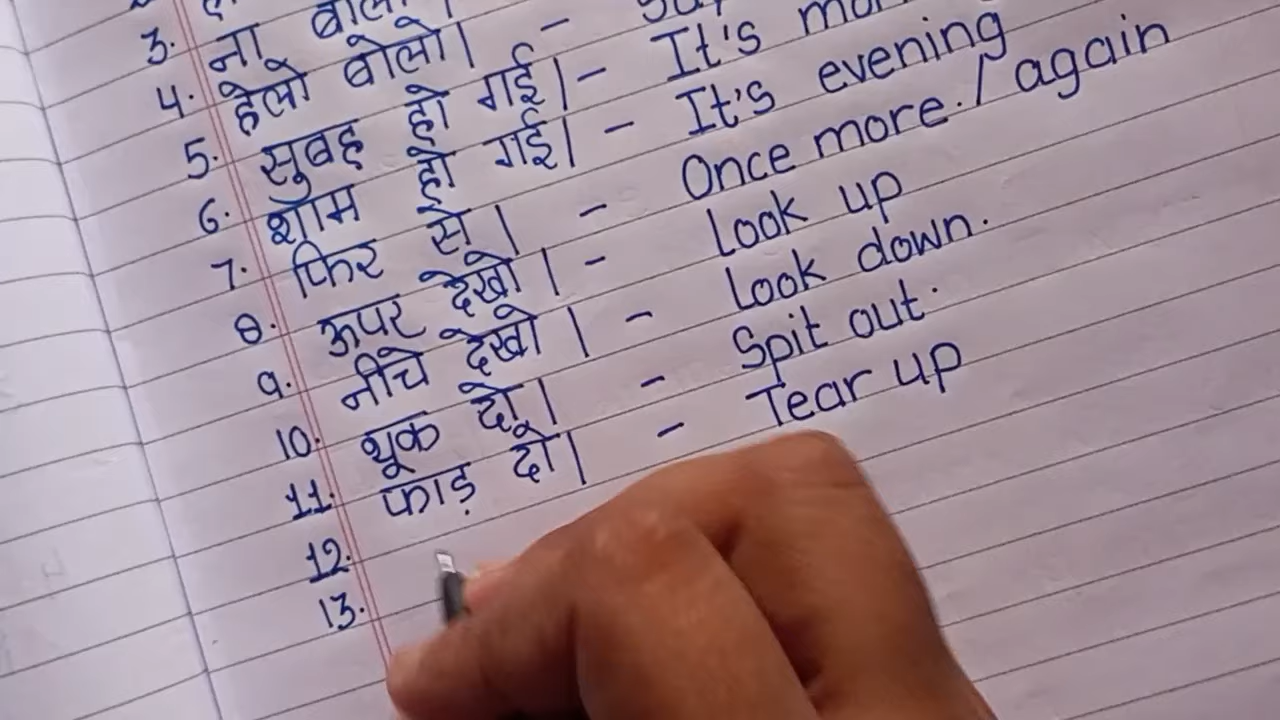 3. ना
4. हेलो बोलो। -
5. सुबह हो गई। - It's
6. शाम हो गई। - It's evening
7. फिर से। - Once more. / again
8. ऊपर देखो। - Look up
9. नीचे देखो। - Look down.
10. थूक दो। - Spit out.
11. फाड़ दो। - Tear up
12.
13.